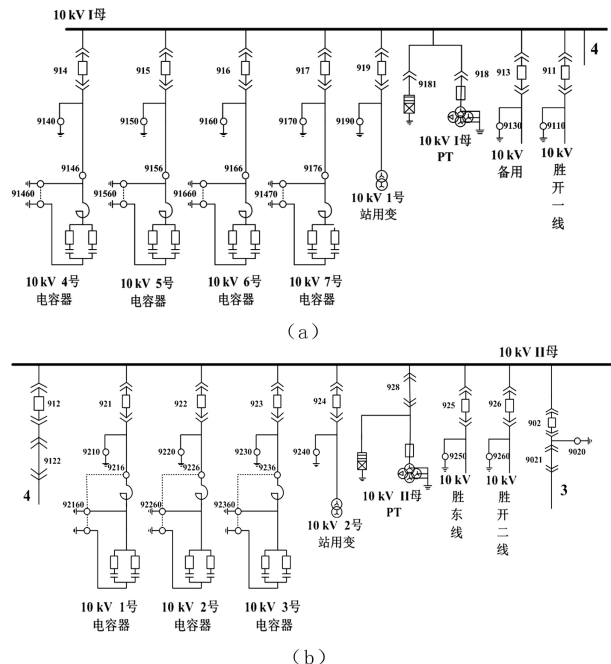 10 kV I母
4
914
915
916
917
919
9181
918
913
911
9140
9150
9160
9170
9190
9130
9110
10 kV I母
PT
10 kV
备用
10 kV
胜开一线
9146
9156
9166
9176
91460
91560
91660
91470
10 kV 1号
站用变
10 kV 4号
电容器
10 kV 5号
电容器
10 kV 6号
电容器
10 kV 7号
电容器
(a)
10 kV II母
912
921
922
923
924
928
925
926
902
9122
9210
9220
9230
9240
9250
9260
9021
9020
9216
9226
9236
92160
92260
92360
4
3
10 kV 2号
站用变
10 kV II母
PT
10 kV
胜东线
10 kV
胜开二线
10 kV 1号
电容器
10 kV 2号
电容器
10 kV 3号
电容器
(b)